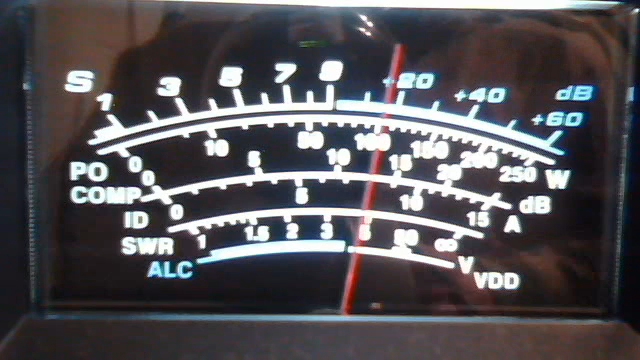 S 1 3 5 7 9 +20 +40 +60 dB
PO 0 10 50 100 150 200 250 W
COMP 0 5 10 15 20 dB
ID 0 5 10 15 A
SWR 1 1.5 2 3 5 ∞
ALC V
VDD